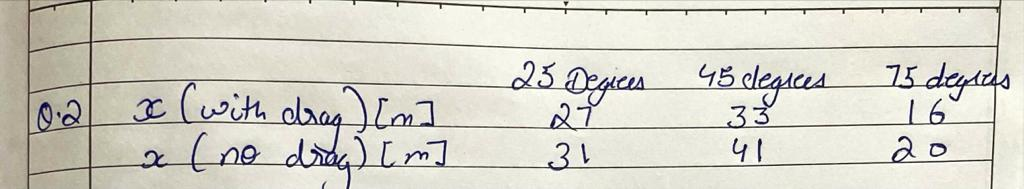 25 Degrees 45 degrees 75 degrees
Q.2 x (with drag) [m] 27 33 16
x (no drag) [m] 31 41 20